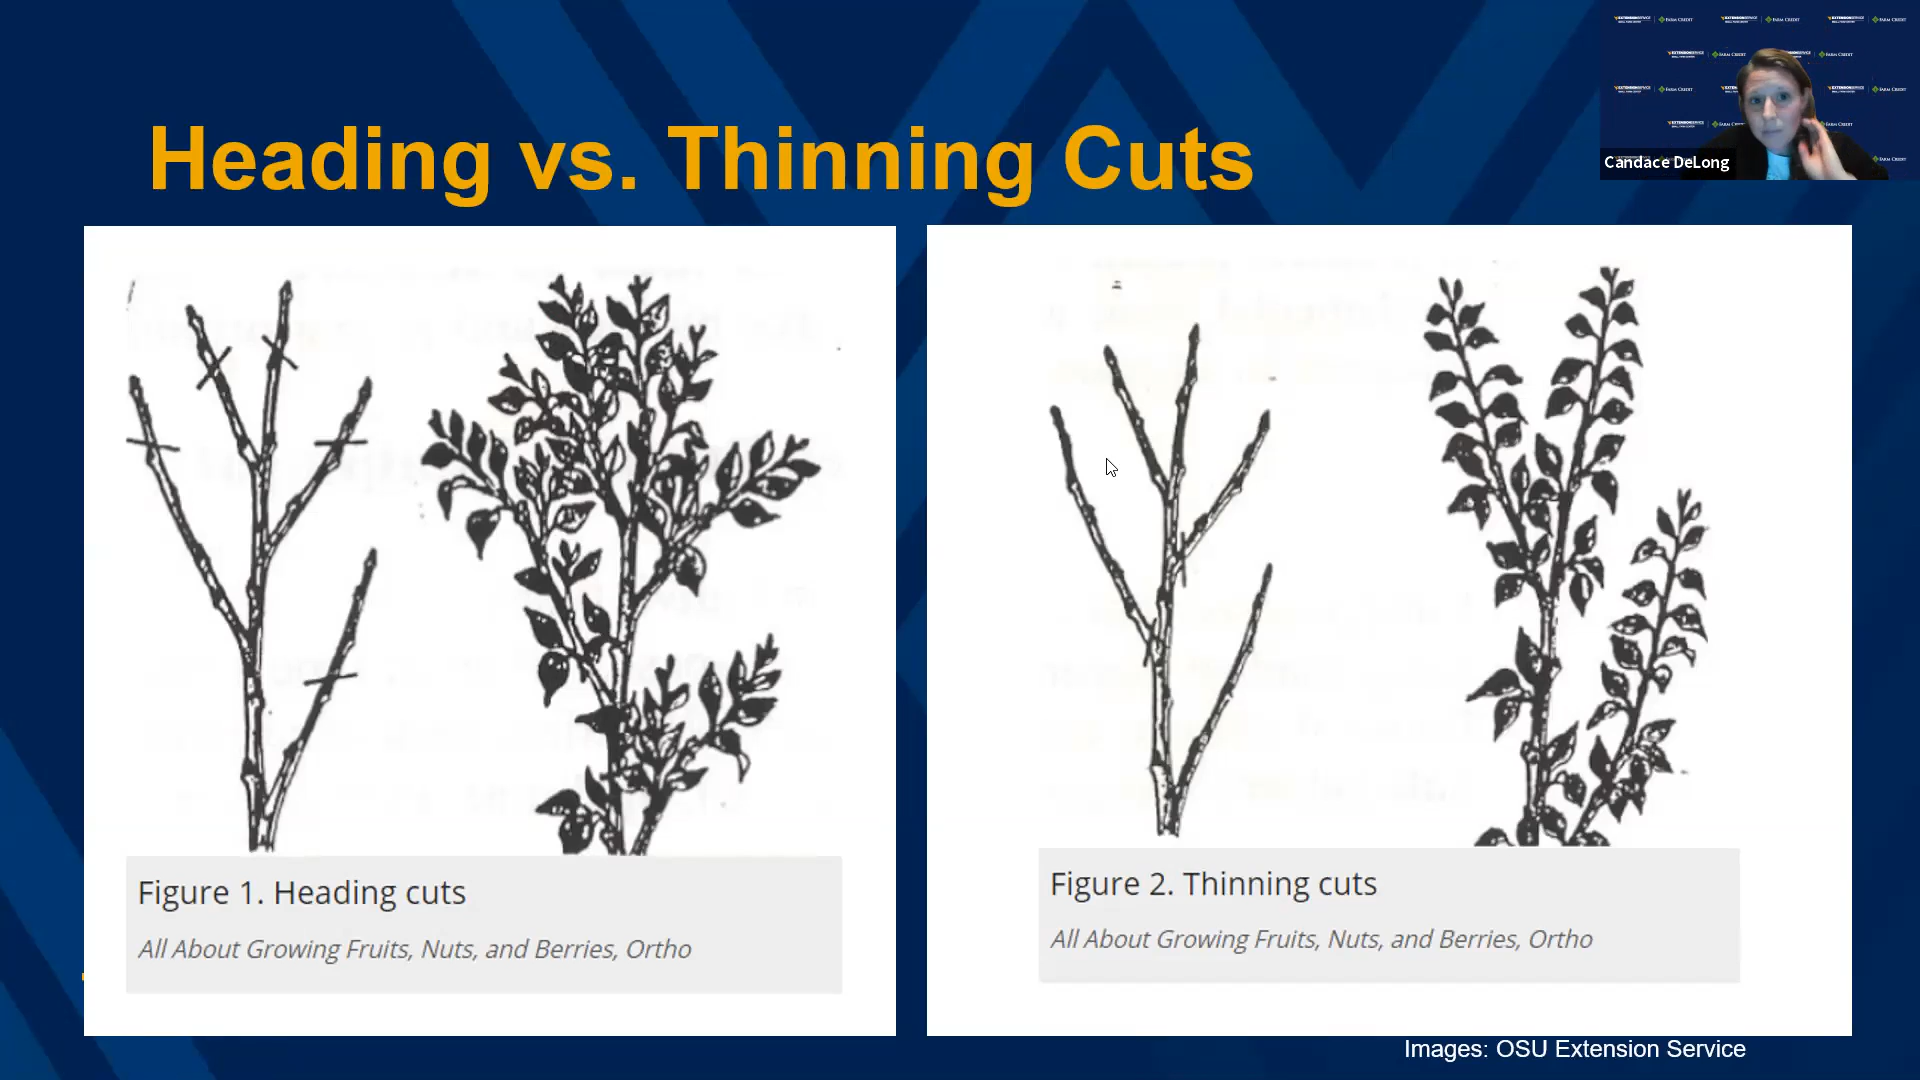 Heading vs. Thinning Cuts
Candace DeLong
Figure 1. Heading cuts
All About Growing Fruits, Nuts, and Berries, Ortho
Figure 2. Thinning cuts
All About Growing Fruits, Nuts, and Berries, Ortho
Images: OSU Extension Service